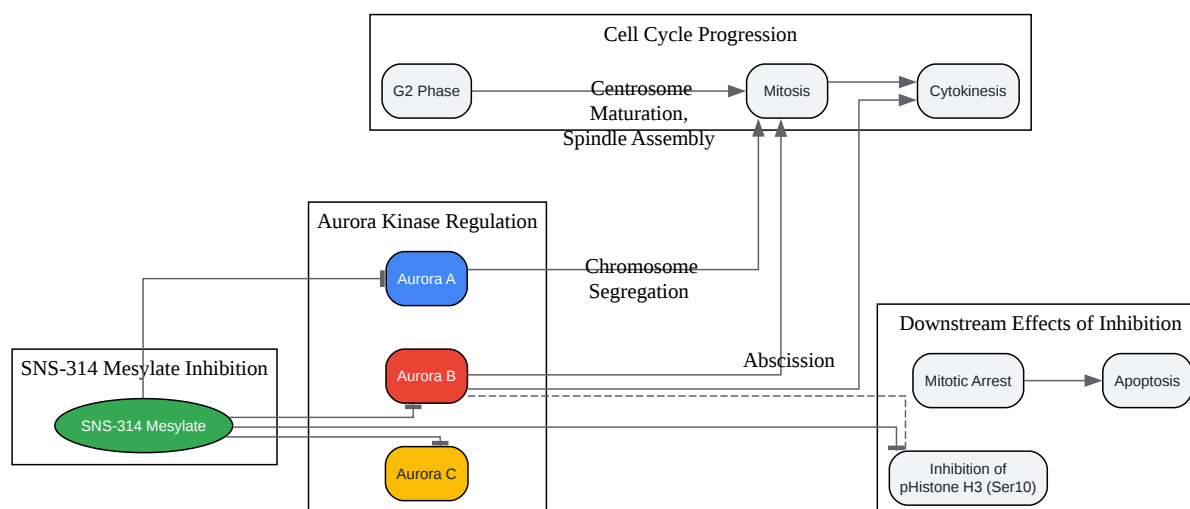 Cell Cycle Progression
G2 Phase
Centrosome
Maturation,
Spindle Assembly
Mitosis
Cytokinesis
Aurora Kinase Regulation
Aurora A
Chromosome
Segregation
Downstream Effects of Inhibition
SNS-314 Mesylate Inhibition
Aurora B
Abscission
Mitotic Arrest
Apoptosis
SNS-314 Mesylate
Aurora C
Inhibition of
pHistone H3 (Ser10)